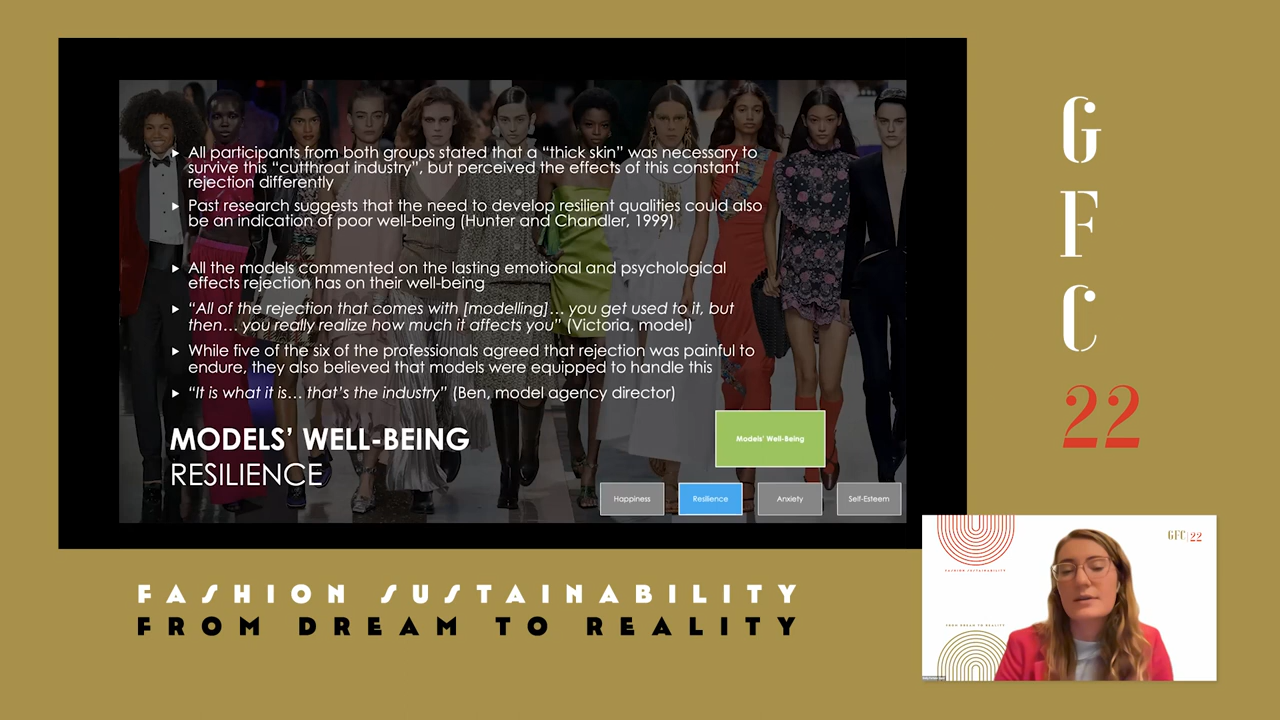 ▸ All participants from both groups stated that a “thick skin” was necessary to
survive this “cutthroat industry”, but perceived the effects of this constant
rejection differently
▸ Past research suggests that the need to develop resilient qualities could also
be an indication of poor well-being (Hunter and Chandler, 1999)
▸ All the models commented on the lasting emotional and psychological
effects rejection has on their well-being
▸ “All of the rejection that comes with [modelling]… you get used to it, but
then… you really realize how much it affects you” (Victoria, model)
▸ While five of the six of the professionals agreed that rejection was painful to
endure, they also believed that models were equipped to handle this
▸ “It is what it is… that’s the industry” (Ben, model agency director)
MODELS’ WELL-BEING
RESILIENCE
Models' Well-Being
Happiness
Resilience
Anxiety
Self-Esteem
G
F
C
22
FASHION SUSTAINABILITY
FROM DREAM TO REALITY
GFC 22
FASHION SUSTAINABILITY
FROM DREAM TO REALITY